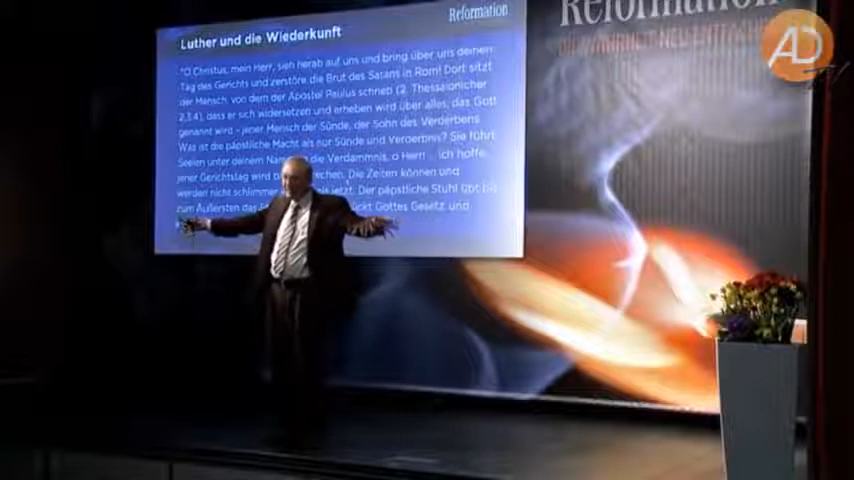 Reformation
Luther und die Wiederkunft
"O Christus, mein Herr, sieh herab auf uns und bring über uns deinen
Tag des Gerichts und zerstöre die Brut des Satans in Rom! Dort sitzt
der Mensch, von dem der Apostel Paulus schrieb (2. Thessalonicher
2,3.4), dass er sich widersetzen und erheben wird über alles, das Gott
genannt wird – jener Mensch der Sünde, der Sohn des Verderbens
Was ist die päpstliche Macht als nur Sünde und Verderbnis? Sie führt
Seelen unter deinem die Verdammnis, o Herr! ... ich hoffe,
jener Gerichtstag wird Die Zeiten können und
werden nicht schlimmer jetzt. Der päpstliche Stuhl übt bis
zum Äußersten das Gottes Gesetz und
Reformation
AD
TV